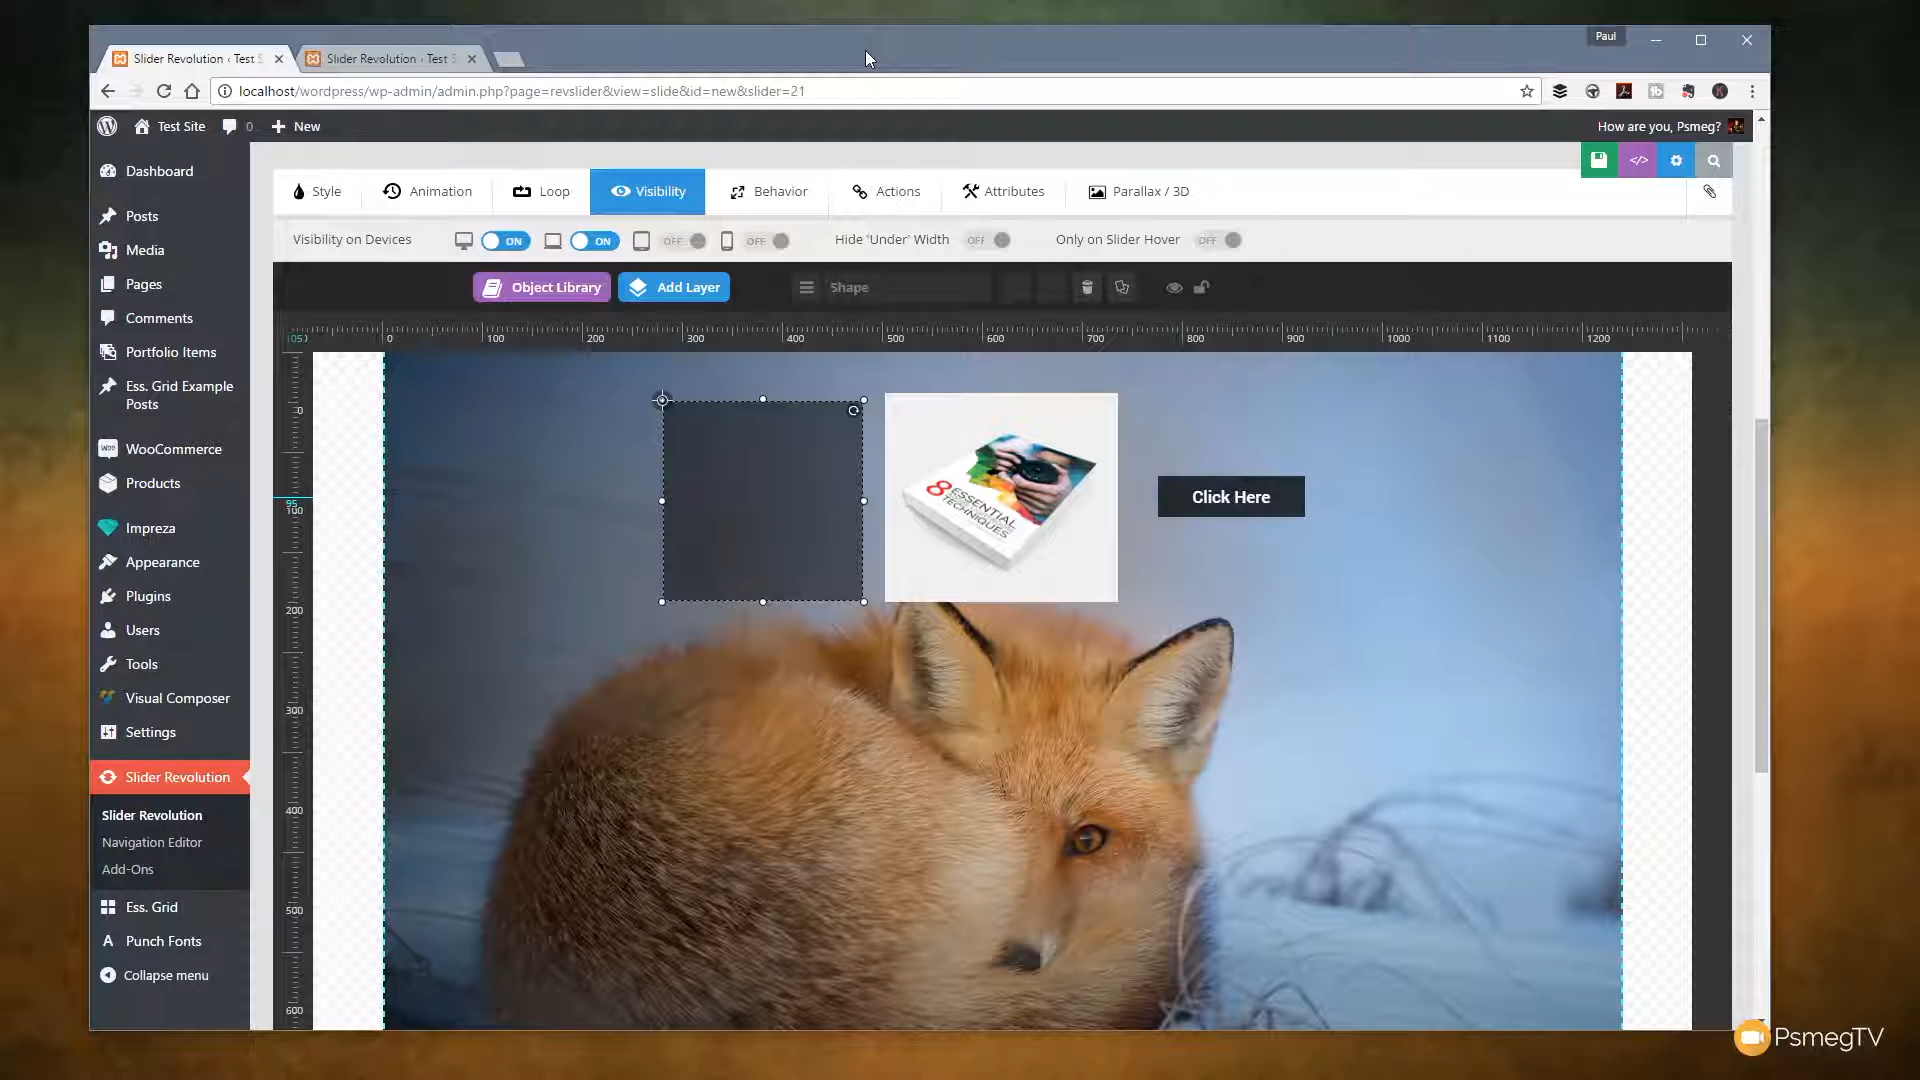 Paul
Slider Revolution ‹ Test S
Slider Revolution ‹ Test S
localhost/wordpress/wp-admin/admin.php?page=revslider&view=slide&id=new&slider=21
Test Site
0
New
How are you, Psmeg?
Dashboard
Posts
Media
Pages
Comments
Portfolio Items
Ess. Grid Example
Posts
WooCommerce
Products
Impreza
Appearance
Plugins
Users
Tools
Visual Composer
Settings
Slider Revolution
Slider Revolution
Navigation Editor
Add-Ons
Ess. Grid
Punch Fonts
Collapse menu
Style
Animation
Loop
Visibility
Behavior
Actions
Attributes
Parallax / 3D
Visibility on Devices
ON
ON
OFF
OFF
Hide 'Under' Width
OFF
Only on Slider Hover
OFF
Object Library
Add Layer
Shape
0 100 200 300 400 500 600 700 800 900 1000 1100 1200
0
95
100
200
300
400
500
600
8 ESSENTIAL
TECHNIQUES
Click Here
PsmegTV